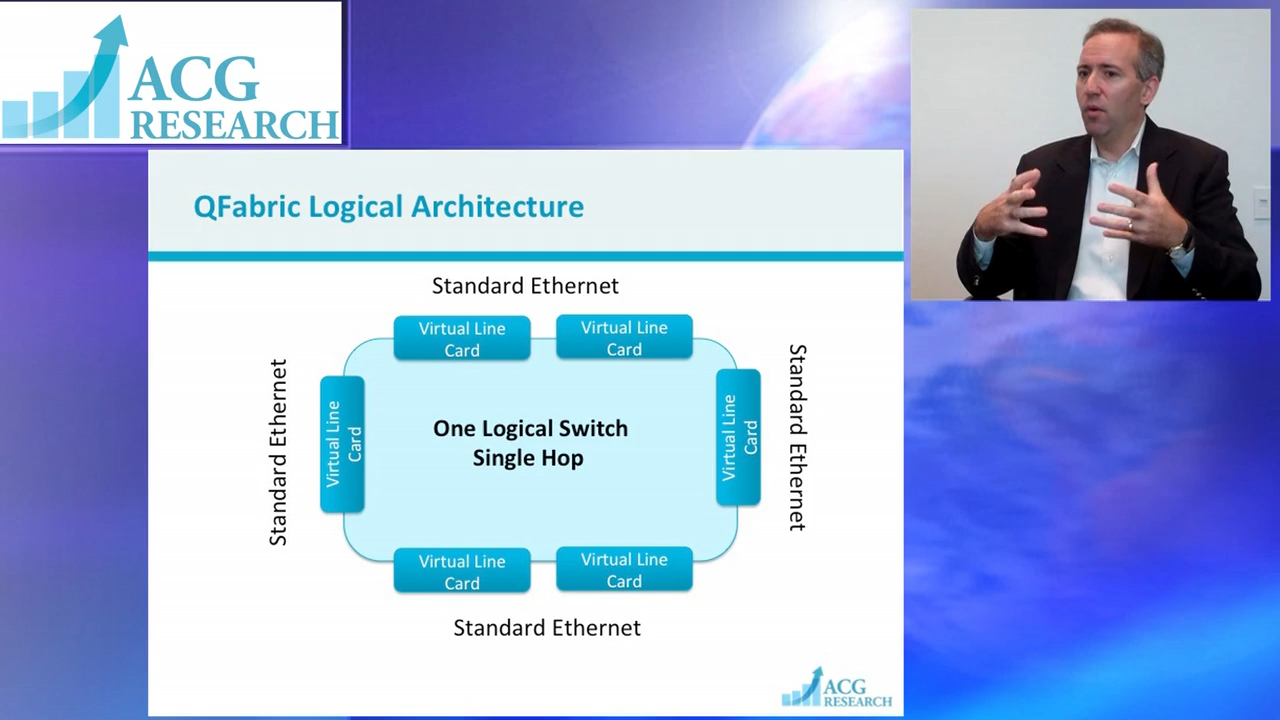 ACG
RESEARCH
QFabric Logical Architecture
Standard Ethernet
Virtual Line
Card
Virtual Line
Card
Standard Ethernet
Virtual Line
Card
One Logical Switch
Single Hop
Virtual Line
Card
Standard Ethernet
Virtual Line
Card
Virtual Line
Card
Standard Ethernet
ACG
RESEARCH